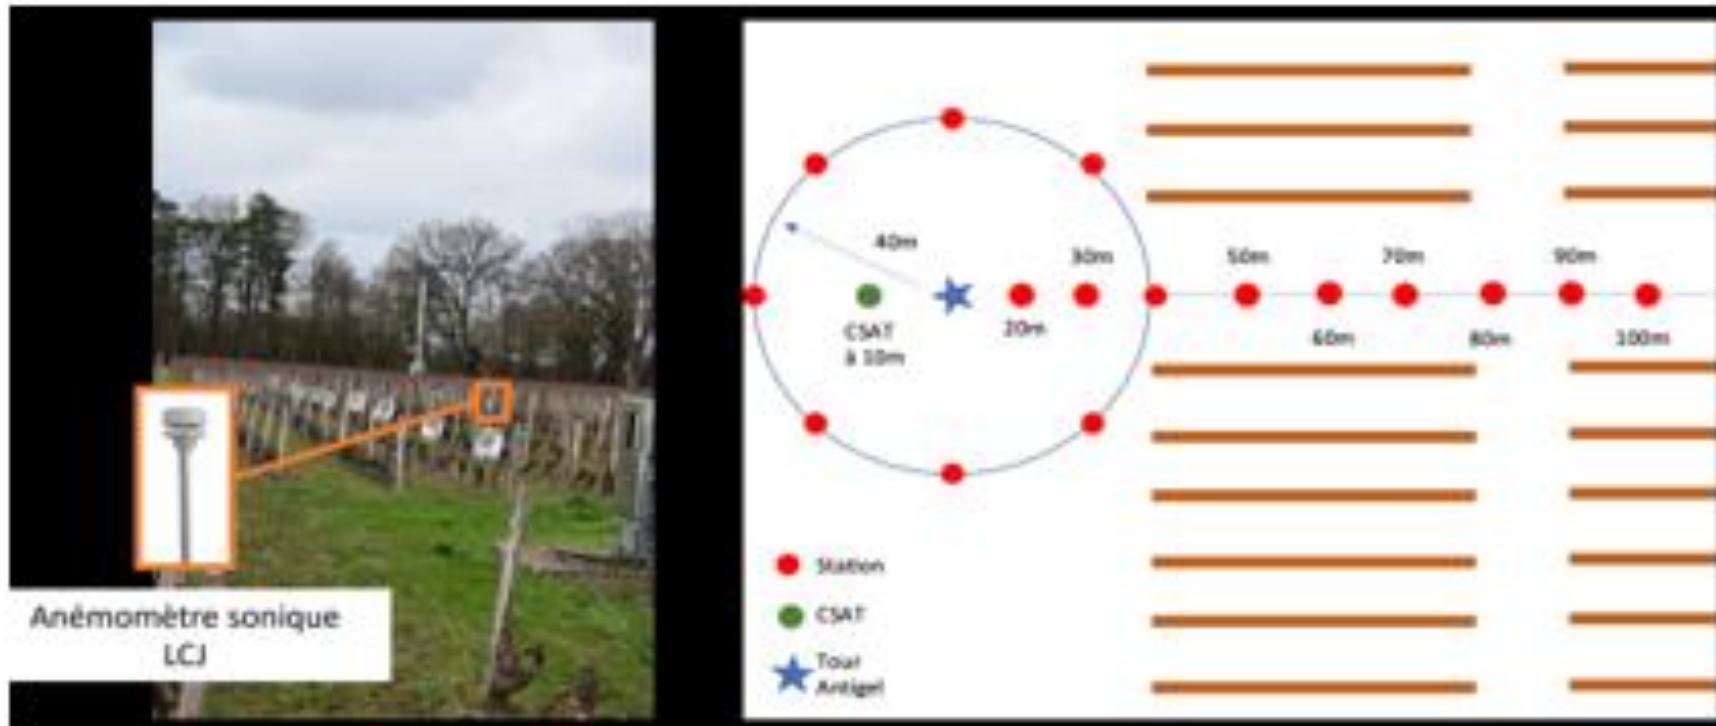 Anémomètre sonique
LCJ
40m
30m
50m
70m
90m
CSAT
à 10m
20m
60m
80m
100m
Station
CSAT
Tour
Antigel